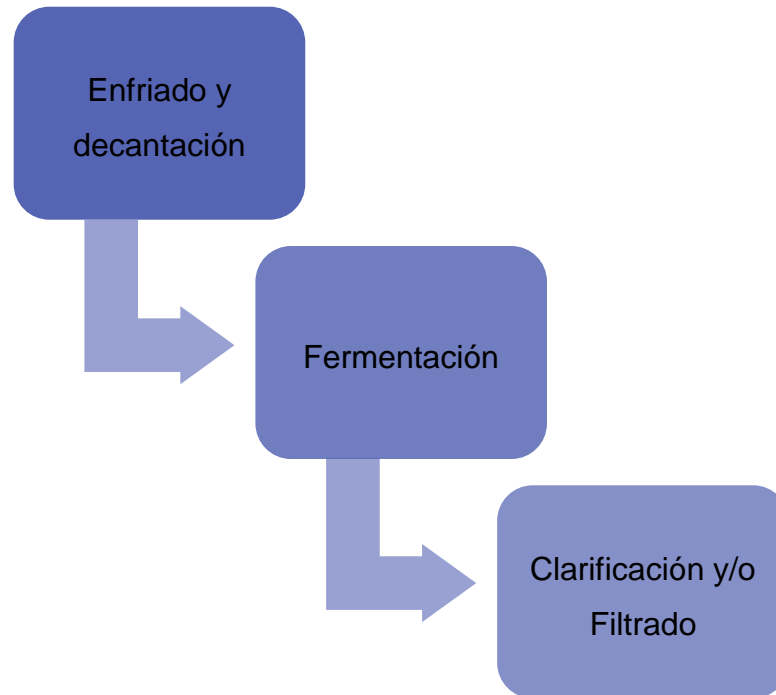 Enfriado y
decantación
Fermentación
Clarificación y/o
Filtrado